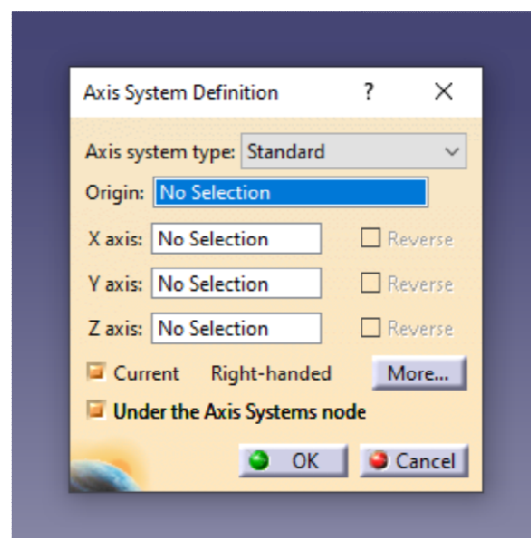 Axis System Definition ? ×
Axis system type: Standard
Origin: No Selection
X axis: No Selection Reverse
Y axis: No Selection Reverse
Z axis: No Selection Reverse
Current Right-handed More...
Under the Axis Systems node
OK Cancel